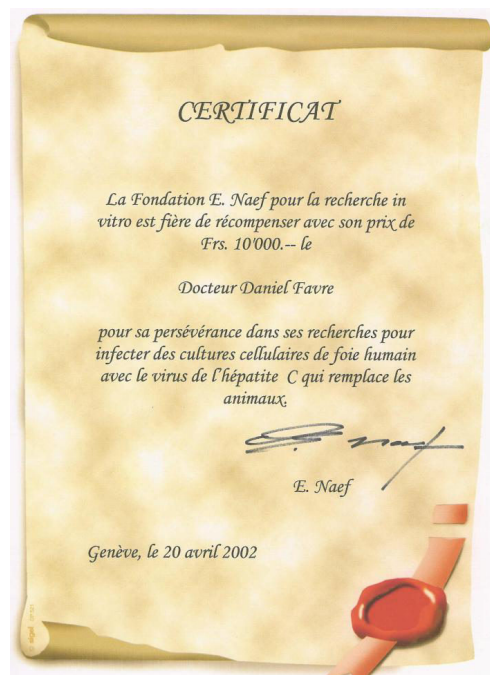 CERTIFICAT
La Fondation E. Naef pour la recherche in
vitro est fière de récompenser avec son prix de
Frs. 10'000.-- le
Docteur Daniel Favre
pour sa persévérance dans ses recherches pour
infecter des cultures cellulaires de foie humain
avec le virus de l'hépatite C qui remplace les
animaux.
E. Naef
E. Naef
Genève, le 20 avril 2002